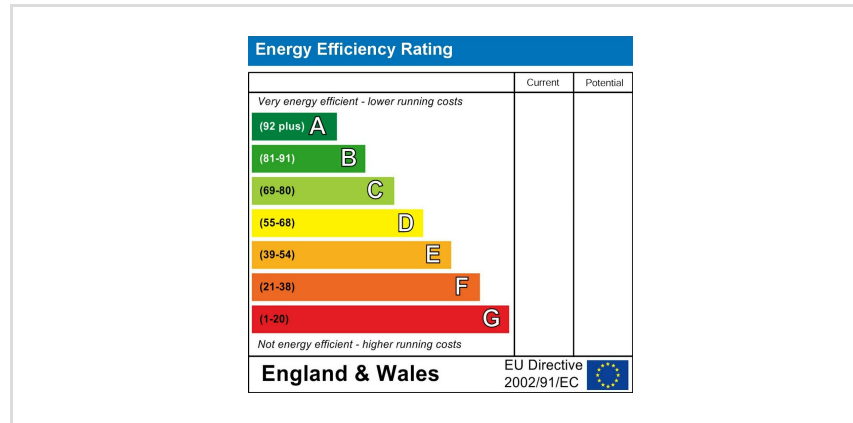 Energy Efficiency Rating
Current Potential
Very energy efficient - lower running costs
(92 plus) A
(81-91) B
(69-80) C
(55-68) D
(39-54) E
(21-38) F
(1-20) G
Not energy efficient - higher running costs
England & Wales
EU Directive
2002/91/EC